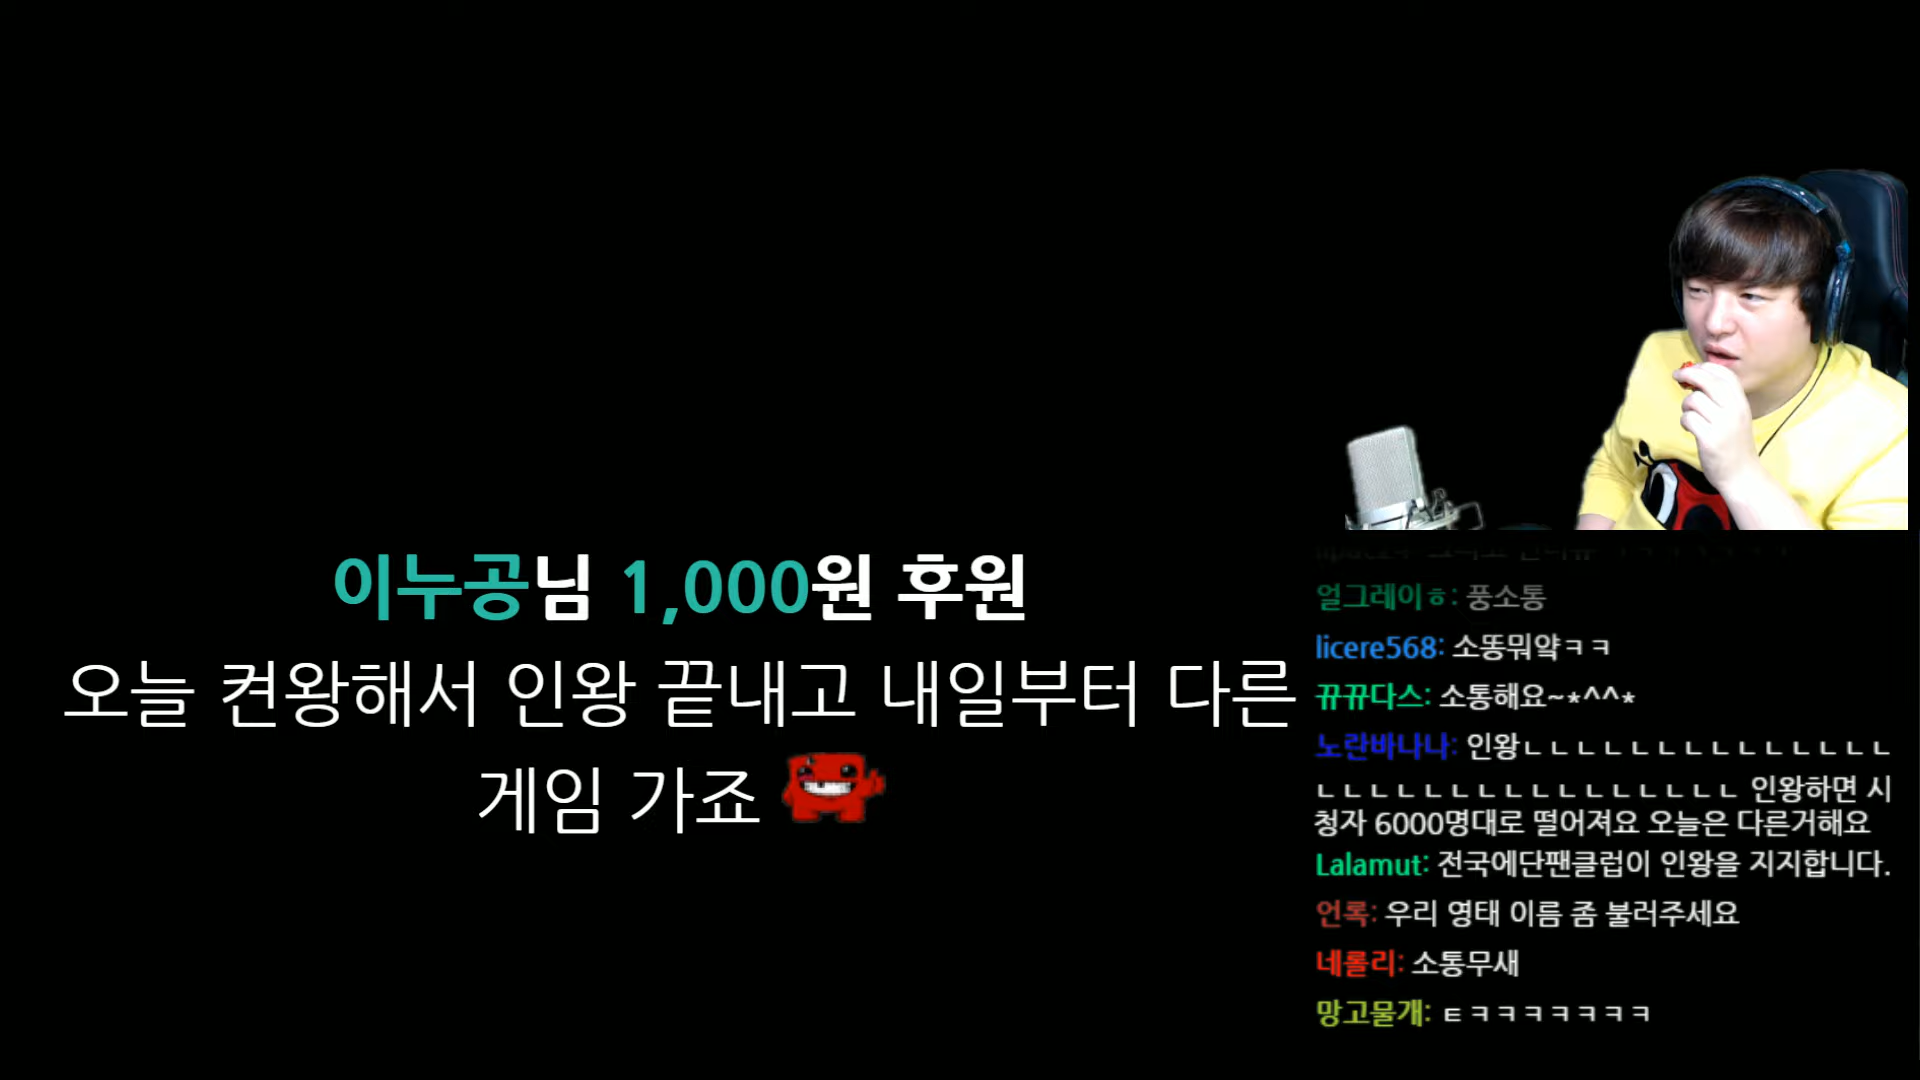 이누공님 1,000원 후원
오늘 켠왕해서 인왕 끝내고 내일부터 다른
게임 가죠
얼그레이ㅎ: 풍소통
licere568: 소똥뭐얔ㅋㅋ
뀨뀨다스: 소통해요~*^^*
노란바나나: 인왕ㄴㄴㄴㄴㄴㄴㄴㄴㄴㄴㄴㄴㄴㄴ
ㄴㄴㄴㄴㄴㄴㄴㄴㄴㄴㄴㄴㄴㄴㄴㄴ 인왕하면 시
청자 6000명대로 떨어져요 오늘은 다른거해요
Lalamut: 전국에단팬클럽이 인왕을 지지합니다.
언록: 우리 영태 이름 좀 불러주세요
네롤리: 소통무새
망고물개: ㅌㅋㅋㅋㅋㅋㅋㅋ